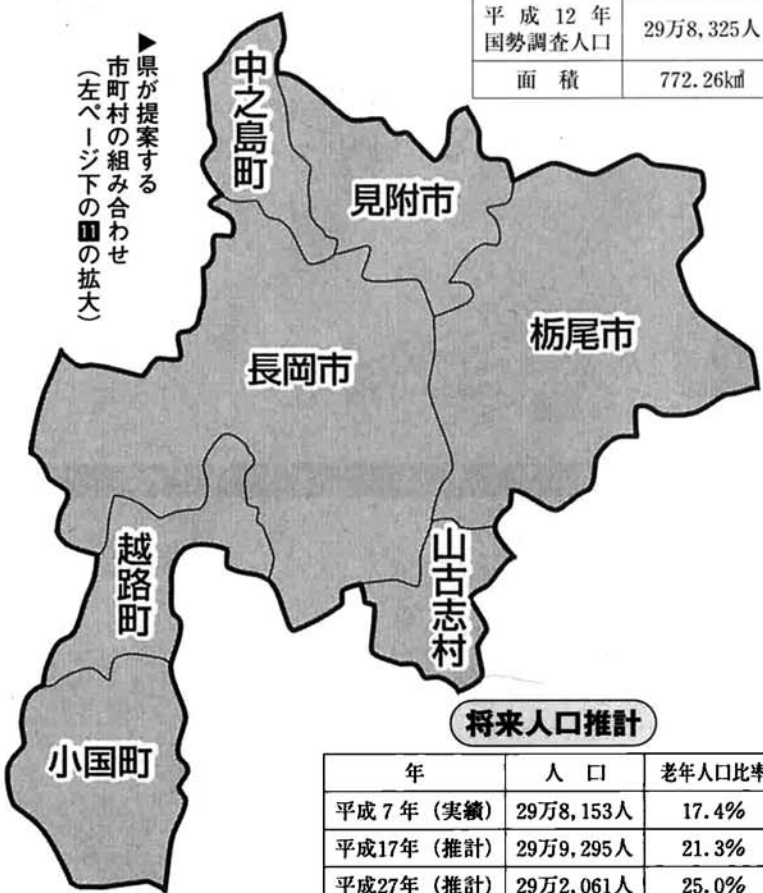 平成12年
国勢調査人口 29万8,325人
面積 772.26k㎡
▶県が提案する
市町村の組み合わせ
（左ページ下の11の拡大）
中之島町
見附市
栃尾市
長岡市
越路町
山古志村
小国町
将来人口推計
年 人口 老年人口比率
平成7年（実績） 29万8,153人 17.4%
平成17年（推計） 29万9,295人 21.3%
平成27年（推計） 29万2,061人 25.0%